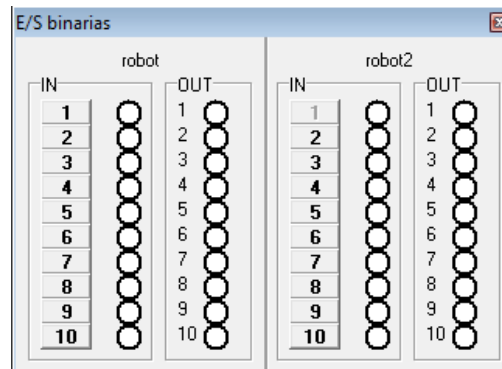 E/S binarias
robot robot2
IN OUT IN OUT
1 1 1 1
2 2 2 2
3 3 3 3
4 4 4 4
5 5 5 5
6 6 6 6
7 7 7 7
8 8 8 8
9 9 9 9
10 10 10 10